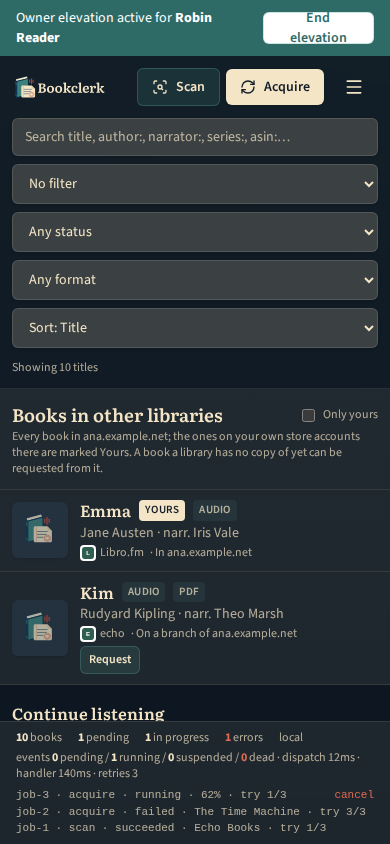 Owner elevation active for Robin Reader
End elevation
Bookclerk
Scan
Acquire
Search title, author:, narrator:, series:, asin:…
No filter
Any status
Any format
Sort: Title
Showing 10 titles
Books in other libraries
Only yours
Every book in ana.example.net; the ones on your own store accounts
there are marked Yours. A book a library has no copy of yet can be
requested from it.
Emma YOURS AUDIO
Jane Austen · narr. Iris Vale
L Libro.fm · In ana.example.net
Kim AUDIO PDF
Rudyard Kipling · narr. Theo Marsh
E echo · On a branch of ana.example.net
Request
Continue listening
10 books 1 pending 1 in progress 1 errors local
events 0 pending / 1 running / 0 suspended / 0 dead · dispatch 12ms ·
handler 140ms · retries 3
job-3 · acquire · running · 62% · try 1/3 cancel
job-2 · acquire · failed · The Time Machine · try 3/3
job-1 · scan · succeeded · Echo Books · try 1/3